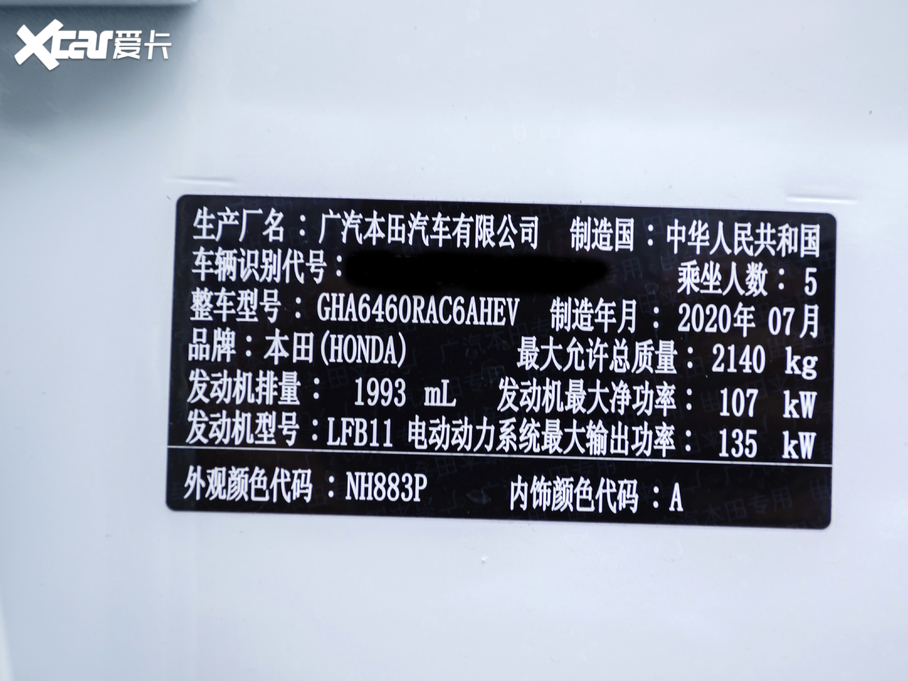 Xcar爱卡
生产厂名：广汽本田汽车有限公司 制造国：中华人民共和国
车辆识别代号： 乘坐人数：5
整车型号：GHA6460RAC6AHEV 制造年月：2020年 07月
品牌：本田(HONDA) 最大允许总质量：2140 kg
发动机排量：1993 mL 发动机最大净功率：107 kW
发动机型号：LFB11 电动动力系统最大输出功率：135 kW
外观颜色代码：NH883P 内饰颜色代码：A